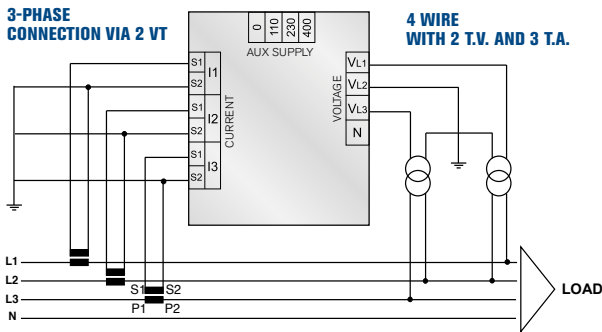 3-PHASE
CONNECTION VIA 2 VT
0 110 230 400
AUX SUPPLY
4 WIRE
WITH 2 T.V. AND 3 T.A.
S1
I1
S2
S1
I2
S2
S1
I3
S2
CURRENT
VOLTAGE
VL1
VL2
VL3
N
L1
L2
L3
N
S1 S2
P1 P2
LOAD